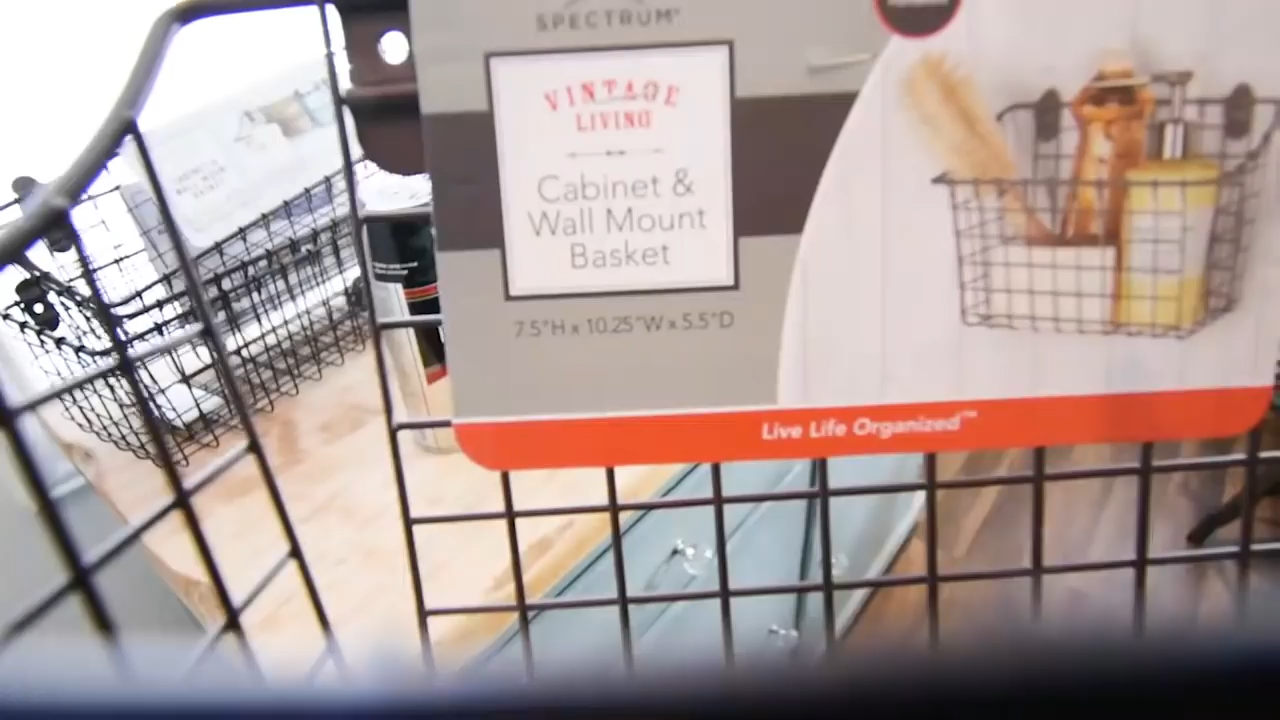 SPECTRUM®
VINTAGE
LIVING
Cabinet &
Wall Mount
Basket
7.5"H x 10.25"W x 5.5"D
Live Life Organized™